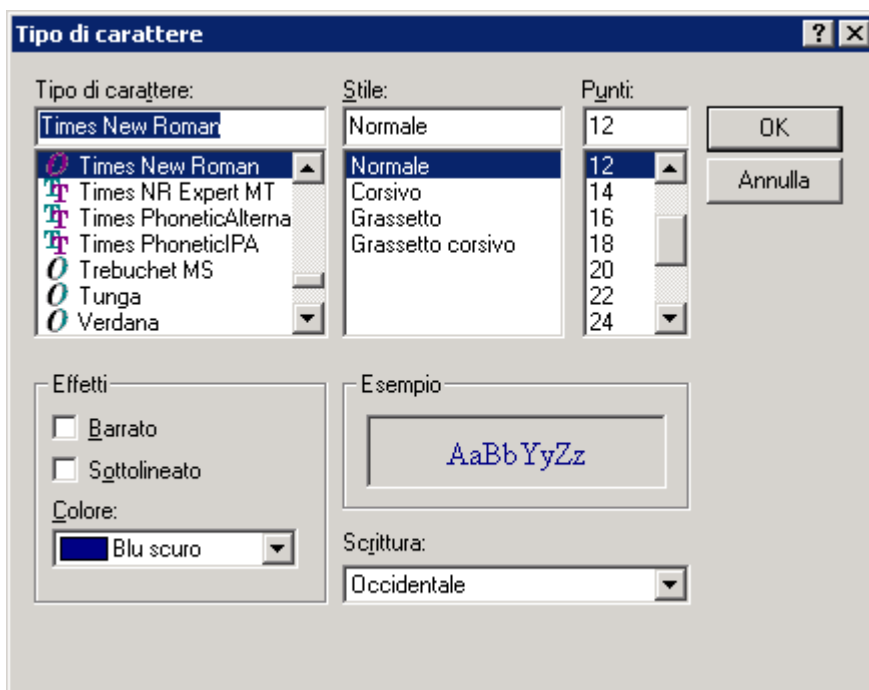 Tipo di carattere
Tipo di carattere:
Times New Roman
Times New Roman
Times NR Expert MT
Times PhoneticAlterna
Times PhoneticIPA
Trebuchet MS
Tunga
Verdana
Stile:
Normale
Normale
Corsivo
Grassetto
Grassetto corsivo
Punti:
12
12
14
16
18
20
22
24
OK
Annulla
Effetti
Barrato
Sottolineato
Colore:
Blu scuro
Esempio
AaBbYyZz
Scrittura:
Occidentale